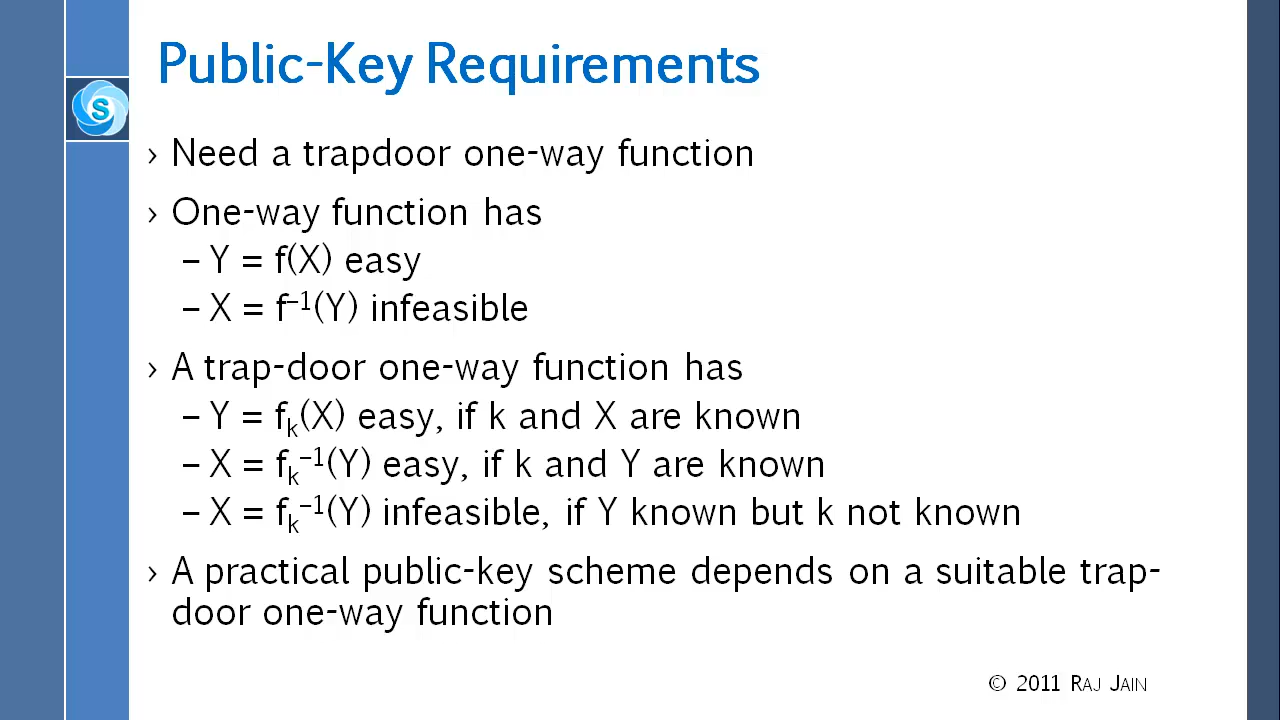 Public-Key Requirements
S
› Need a trapdoor one-way function
› One-way function has
– Y = f(X) easy
– X = f⁻¹(Y) infeasible
› A trap-door one-way function has
– Y = fₖ(X) easy, if k and X are known
– X = fₖ⁻¹(Y) easy, if k and Y are known
– X = fₖ⁻¹(Y) infeasible, if Y known but k not known
› A practical public-key scheme depends on a suitable trap-
door one-way function
© 2011 RAJ JAIN